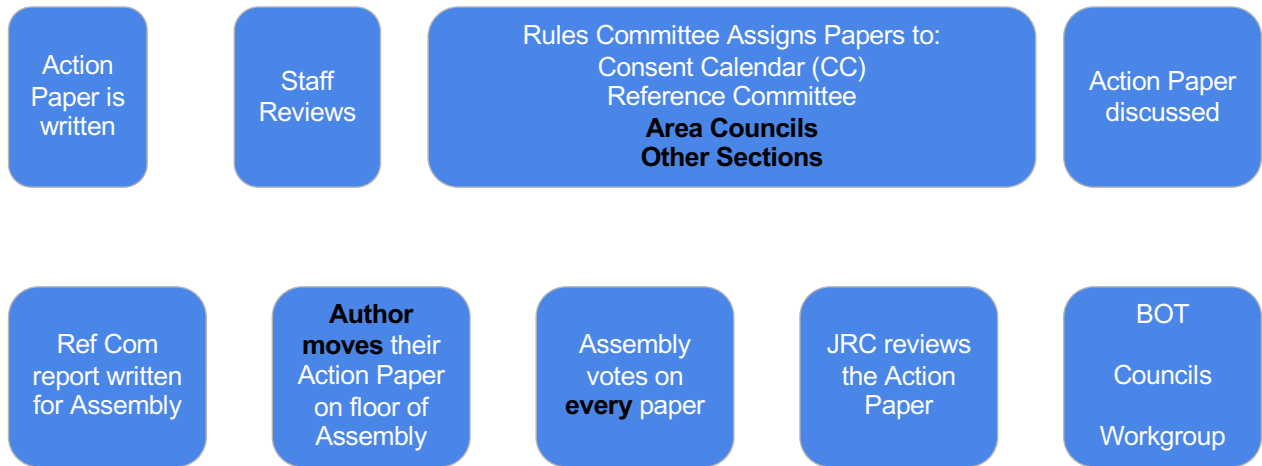 Action
Paper is
written
Staff
Reviews
Rules Committee Assigns Papers to:
Consent Calendar (CC)
Reference Committee
Area Councils
Other Sections
Action Paper
discussed
Ref Com
report written
for Assembly
Author
moves their
Action Paper
on floor of
Assembly
Assembly
votes on
every paper
JRC reviews
the Action
Paper
BOT
Councils
Workgroup